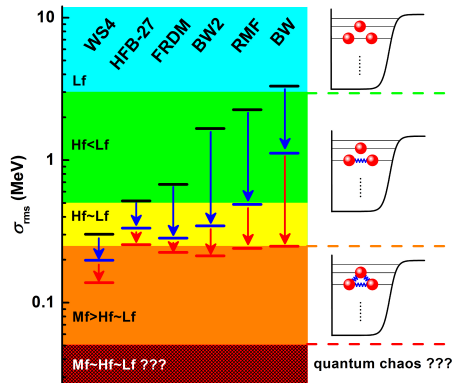 WS4 HFB-27 FRDM BW2 RMF BW
Lf
Hf<Lf
Hf~Lf
Mf>Hf~Lf
Mf~Hf~Lf ???
σrms (MeV)
10
1
0.1
quantum chaos ???